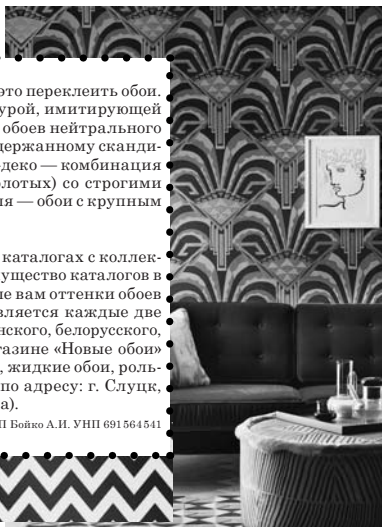 это переклеить обои.
урой, имитирующей
обоев нейтрального
держанному сканди-
деко — комбинация
лотых) со строгими
ия — обои с крупным
каталогах с коллек-
ущество каталогов в
ые вам оттенки обоев
вляется каждые две
нского, белорусского,
газине «Новые обои»
, жидкие обои, роль-
по адресу: г. Слуцк,
а).
П Бойко А.И. УНП 691564541